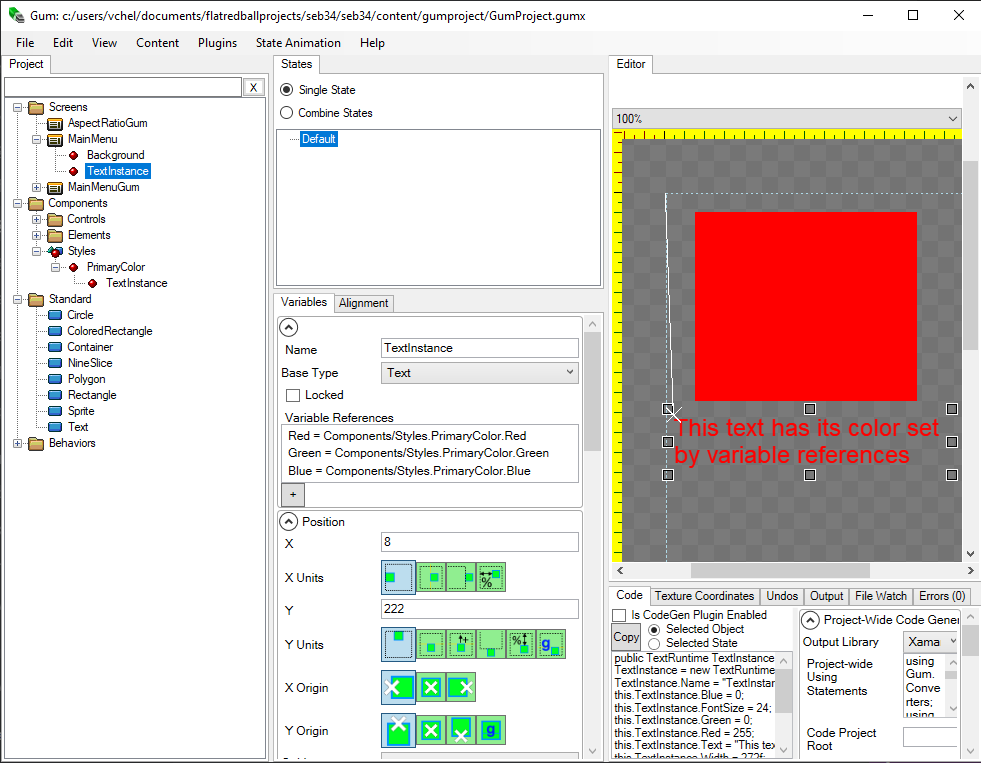 Gum: c:/users/vchel/documents/flatredballprojects/seb34/seb34/content/gumproject/GumProject.gumx
File Edit View Content Plugins State Animation Help
Project
X
Screens
AspectRatioGum
MainMenu
Background
TextInstance
MainMenuGum
Components
Controls
Elements
Styles
PrimaryColor
TextInstance
Standard
Circle
ColoredRectangle
Container
NineSlice
Polygon
Rectangle
Sprite
Text
Behaviors
States
Single State
Combine States
Default
Variables Alignment
Name TextInstance
Base Type Text
Locked
Variable References
Red = Components/Styles.PrimaryColor.Red
Green = Components/Styles.PrimaryColor.Green
Blue = Components/Styles.PrimaryColor.Blue
+
Position
X 8
X Units %
Y 222
Y Units % g
X Origin
Y Origin g
Editor
100%
This text has its color set
by variable references
Code Texture Coordinates Undos Output File Watch Errors (0)
Is CodeGen Plugin Enabled
Copy
Selected Object
Selected State
public TextRuntime TextInstance
TextInstance = new TextRuntime
TextInstance.Name = "TextInstan
this.TextInstance.Blue = 0;
this.TextInstance.FontSize = 24;
this.TextInstance.Green = 0;
this.TextInstance.Red = 255;
this.TextInstance.Text = "This tex
this.TextInstance.Width = 272f;
Project-Wide Code Gener
Output Library Xama
Project-wide
Using
Statements
using
Gum.
Conve
rters;
using
Code Project
Root